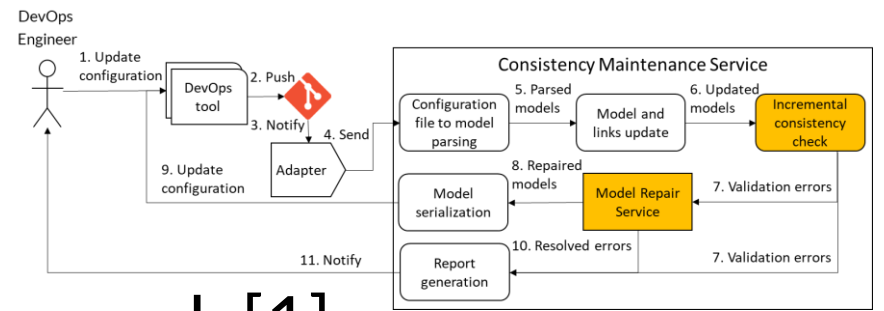 DevOps
Engineer
1. Update
configuration
DevOps
tool
2. Push
3. Notify
4. Send
Adapter
9. Update
configuration
11. Notify
Consistency Maintenance Service
Configuration
file to model
parsing
5. Parsed
models
Model and
links update
6. Updated
models
Incremental
consistency
check
7. Validation errors
Model Repair
Service
8. Repaired
models
Model
serialization
10. Resolved errors
7. Validation errors
Report
generation
[1]